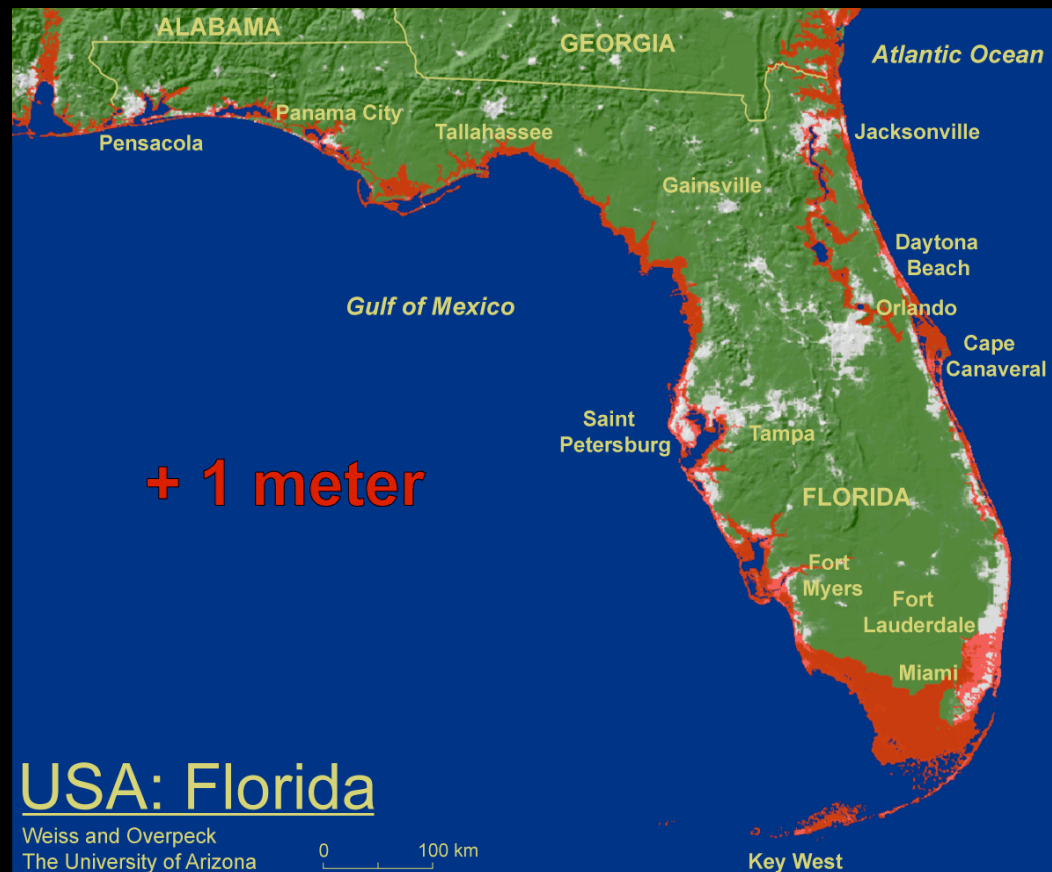 ALABAMA
GEORGIA
Atlantic Ocean
Panama City
Pensacola
Tallahassee
Jacksonville
Gainsville
Daytona
Beach
Gulf of Mexico
Orlando
Cape
Canaveral
Saint
Petersburg
Tampa
+ 1 meter
FLORIDA
Fort
Myers
Fort
Lauderdale
Miami
USA: Florida
Weiss and Overpeck
The University of Arizona
0 100 km
Key West